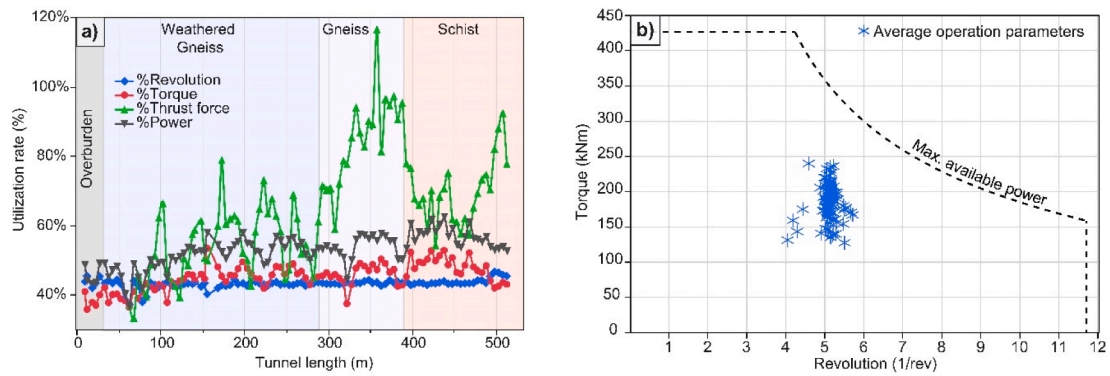 a)
120%
100%
80%
60%
40%
Utilization rate (%)
Overburden
Weathered
Gneiss
Gneiss
Schist
%Revolution
%Torque
%Thrust force
%Power
0
100
200
300
400
500
Tunnel length (m)
b)
450
400
350
300
250
200
150
100
50
0
Torque (kNm)
Average operation parameters
Max. available power
1
2
3
4
5
6
7
8
9
10
11
12
Revolution (1/rev)